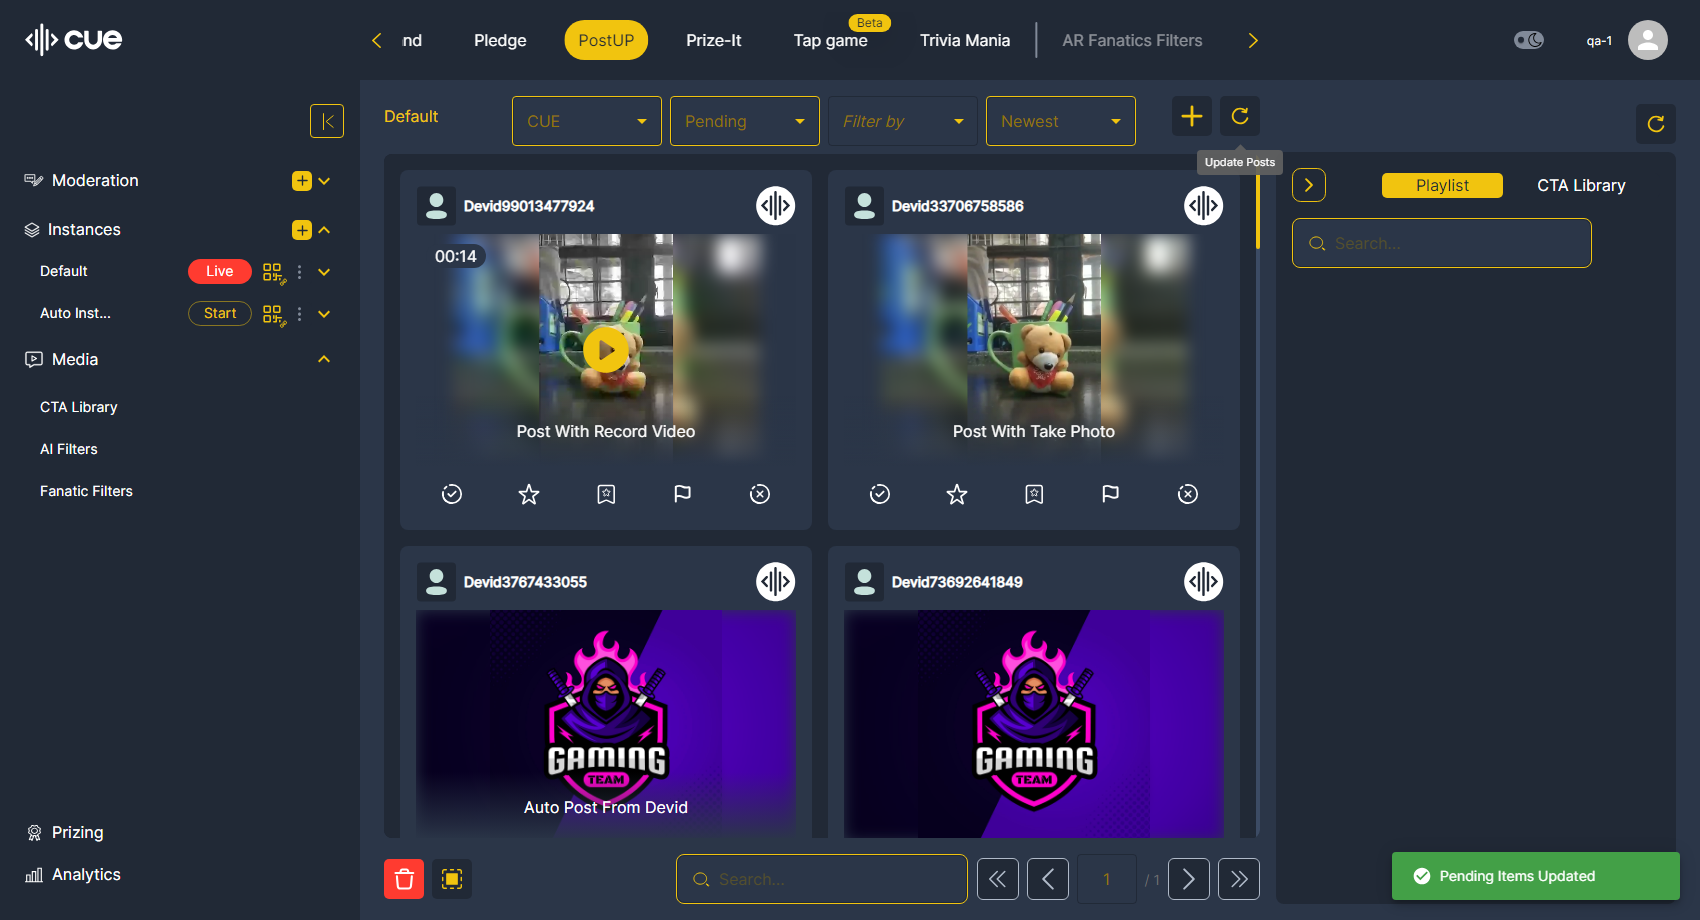 cue
nd
Pledge
PostUP
Prize-It
Beta
Tap game
Trivia Mania
AR Fanatics Filters
qa-1
Default
CUE
Pending
Filter by
Newest
Update Posts
Moderation
Instances
Default
Live
Auto Inst...
Start
Media
CTA Library
AI Filters
Fanatic Filters
Prizing
Analytics
Devid99013477924
00:14
Post With Record Video
Devid33706758586
Post With Take Photo
Devid3767433055
GAMING
TEAM
Auto Post From Devid
Devid73692641849
GAMING
TEAM
Search...
1
/ 1
Playlist
CTA Library
Search...
Pending Items Updated